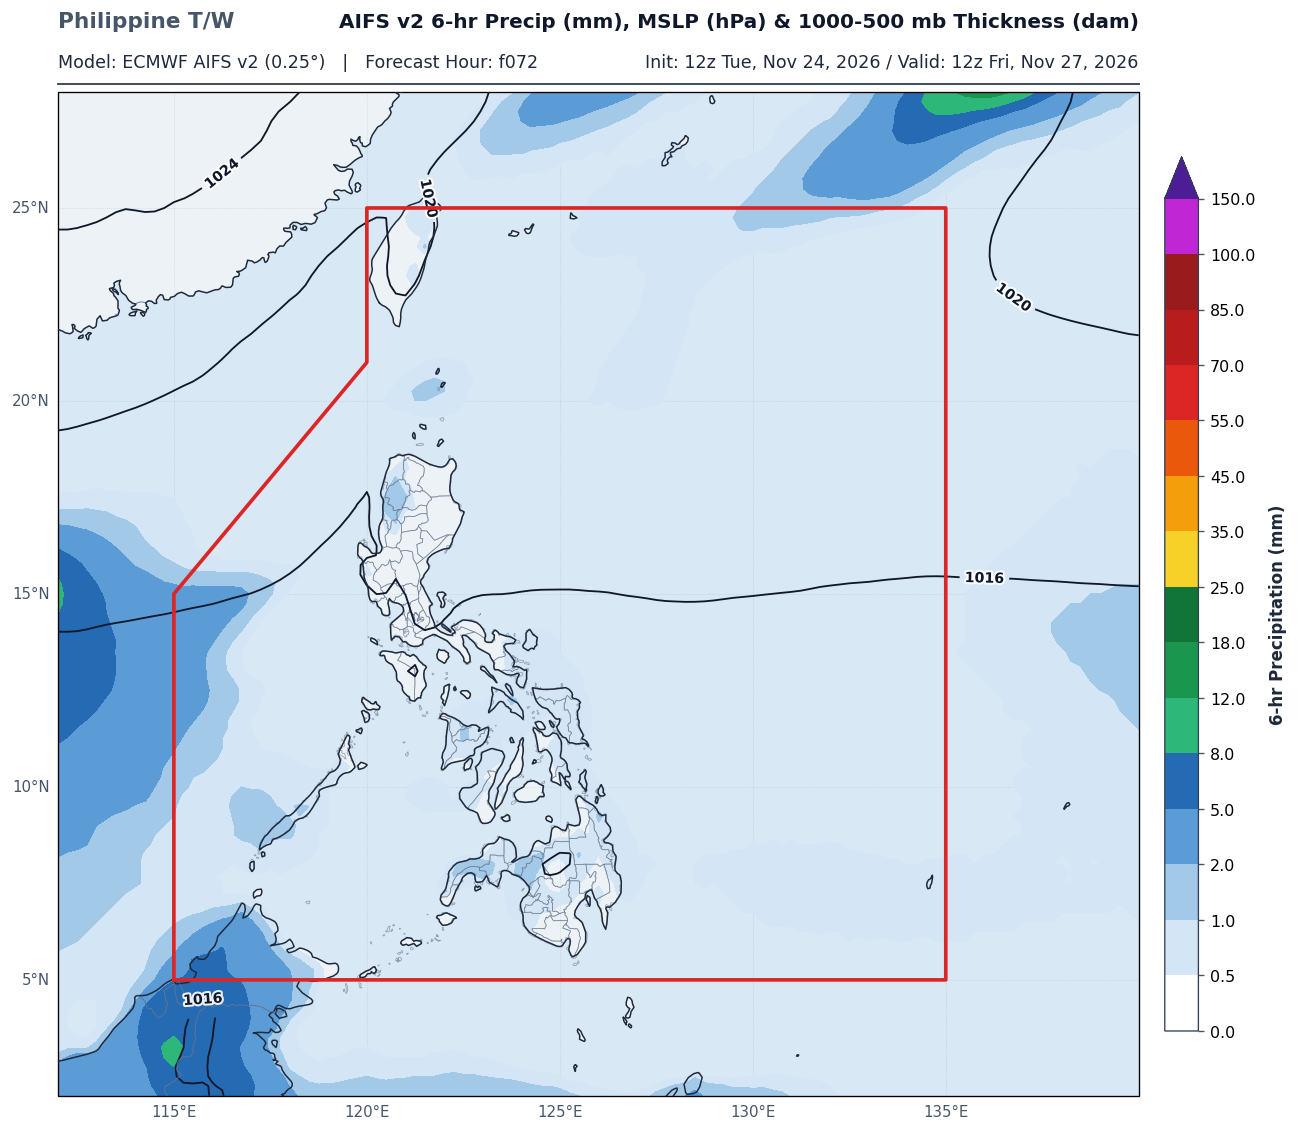 Philippine T/W
AIFS v2 6-hr Precip (mm), MSLP (hPa) & 1000-500 mb Thickness (dam)
Model: ECMWF AIFS v2 (0.25°)   |   Forecast Hour: f072
Init: 12z Tue, Nov 24, 2026 / Valid: 12z Fri, Nov 27, 2026
1024
1020
1020
1016
1016
25°N
20°N
15°N
10°N
5°N
115°E
120°E
125°E
130°E
135°E
150.0
100.0
85.0
70.0
55.0
45.0
35.0
25.0
18.0
12.0
8.0
5.0
2.0
1.0
0.5
0.0
6-hr Precipitation (mm)